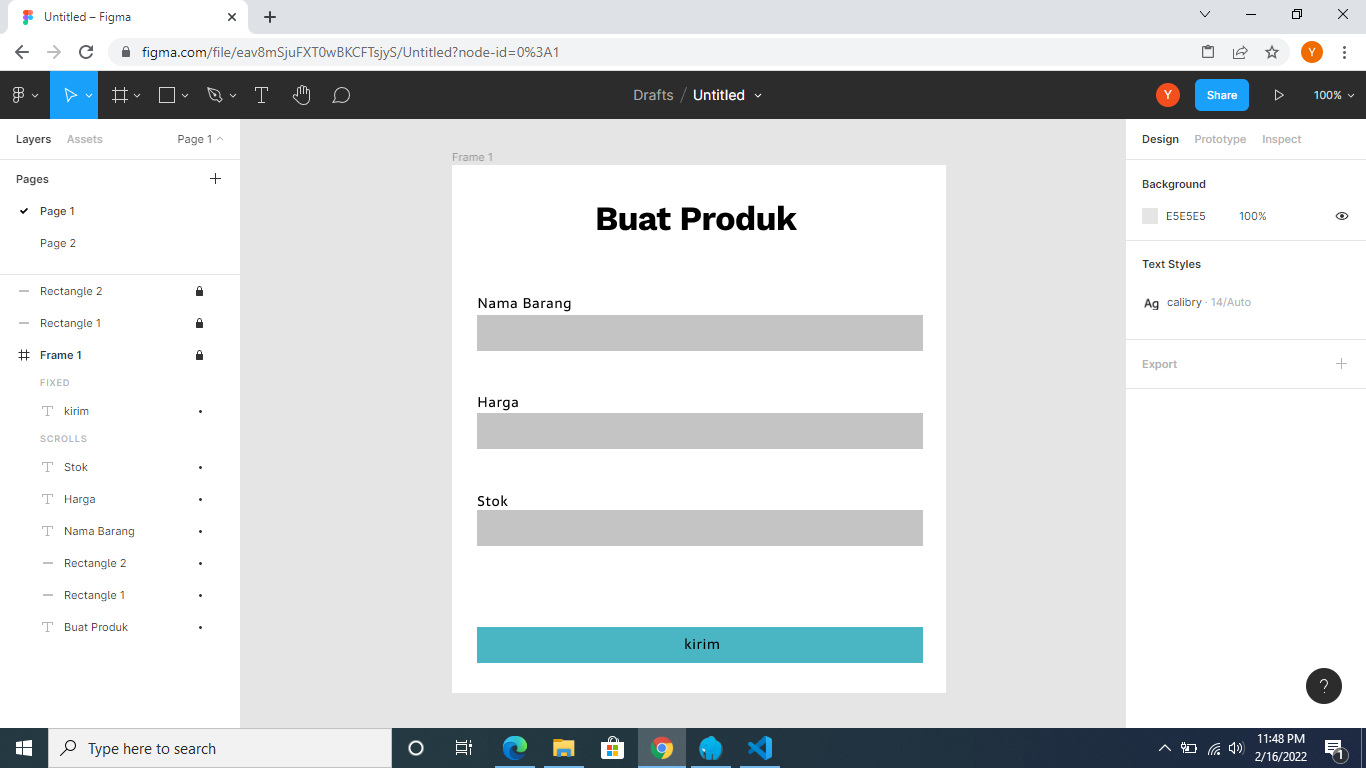 Untitled – Figma
figma.com/file/eav8mSjuFXT0wBKCFTsjyS/Untitled?node-id=0%3A1
Y
Drafts / Untitled
Y
Share
100%
Layers Assets Page 1
Pages
Page 1
Page 2
Rectangle 2
Rectangle 1
Frame 1
FIXED
kirim
SCROLLS
Stok
Harga
Nama Barang
Rectangle 2
Rectangle 1
Buat Produk
Frame 1
Buat Produk
Nama Barang
Harga
Stok
kirim
Design Prototype Inspect
Background
E5E5E5 100%
Text Styles
Ag calibry · 14/Auto
Export
?
Type here to search
11:48 PM
2/16/2022
1